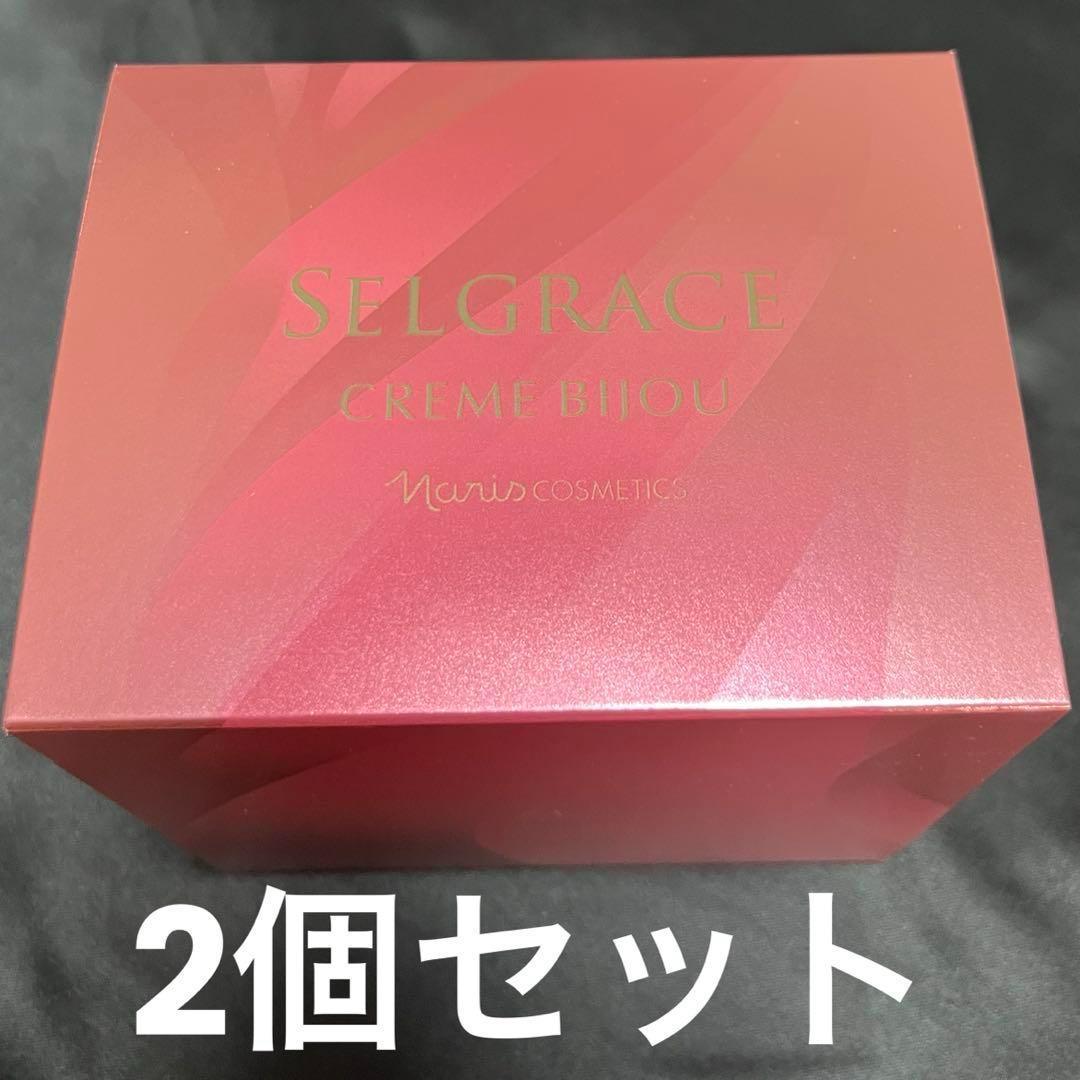 SELGRACE
CREME BIJOU
Naris COSMETICS
2個セット